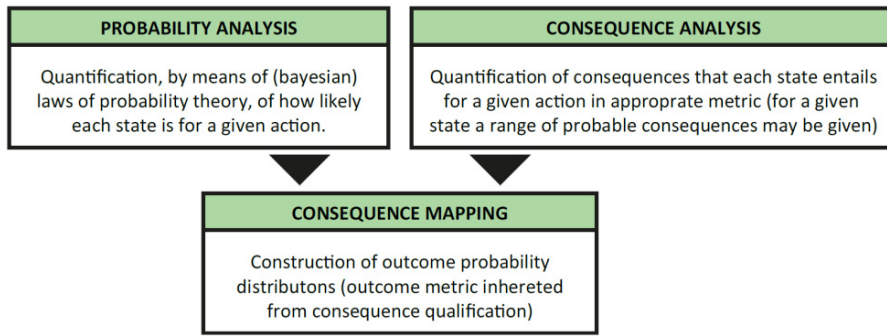 PROBABILITY ANALYSIS
Quantification, by means of (bayesian)
laws of probability theory, of how likely
each state is for a given action.
CONSEQUENCE ANALYSIS
Quantification of consequences that each state entails
for a given action in approprate metric (for a given
state a range of probable consequences may be given)
CONSEQUENCE MAPPING
Construction of outcome probability
distributons (outcome metric inhereted
from consequence qualification)